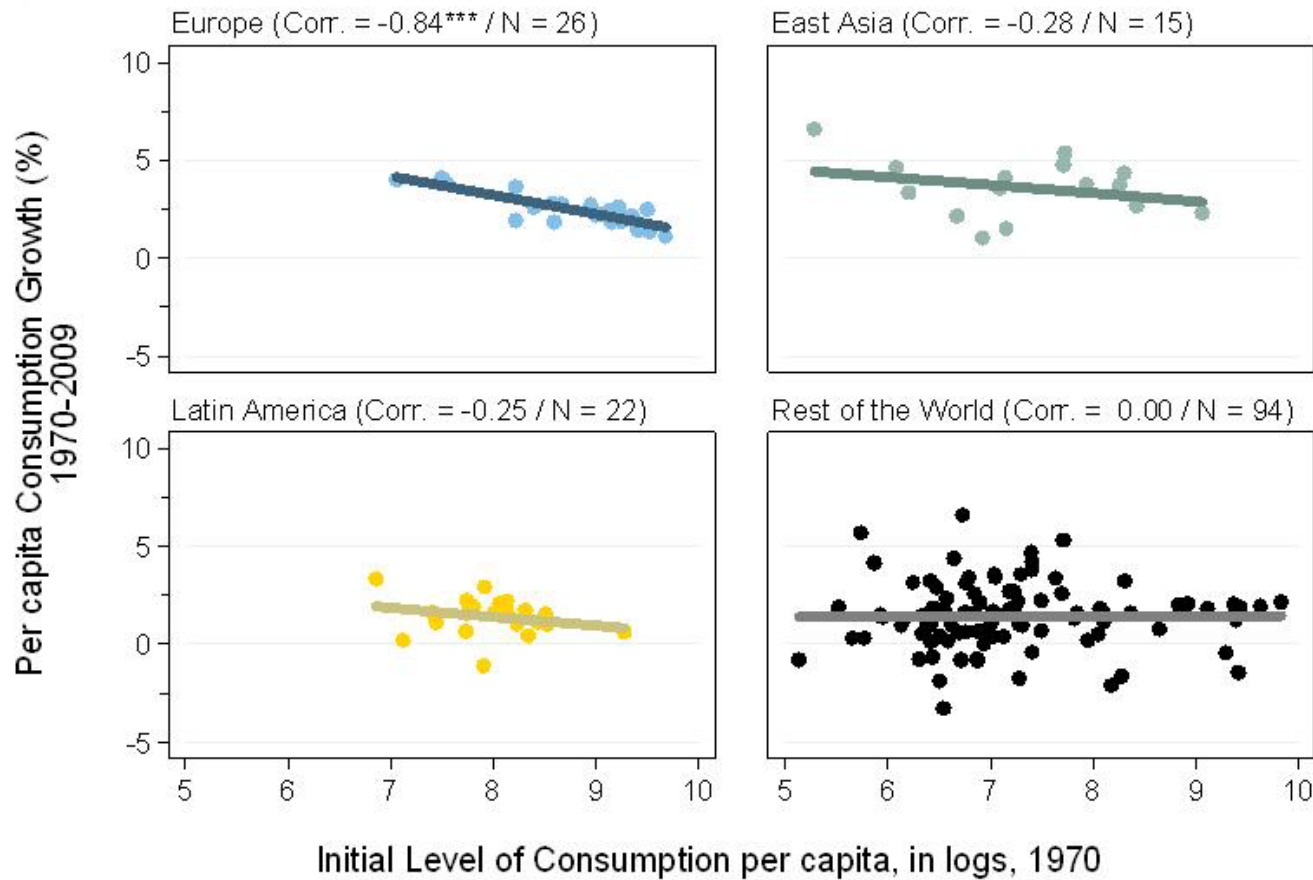 Europe (Corr. = -0.84*** / N = 26)
East Asia (Corr. = -0.28 / N = 15)
10
5
0
-5
Latin America (Corr. = -0.25 / N = 22)
Rest of the World (Corr. =  0.00 / N = 94)
10
5
0
-5
5 6 7 8 9 10
5 6 7 8 9 10
Per capita Consumption Growth (%)
1970-2009
Initial Level of Consumption per capita, in logs, 1970